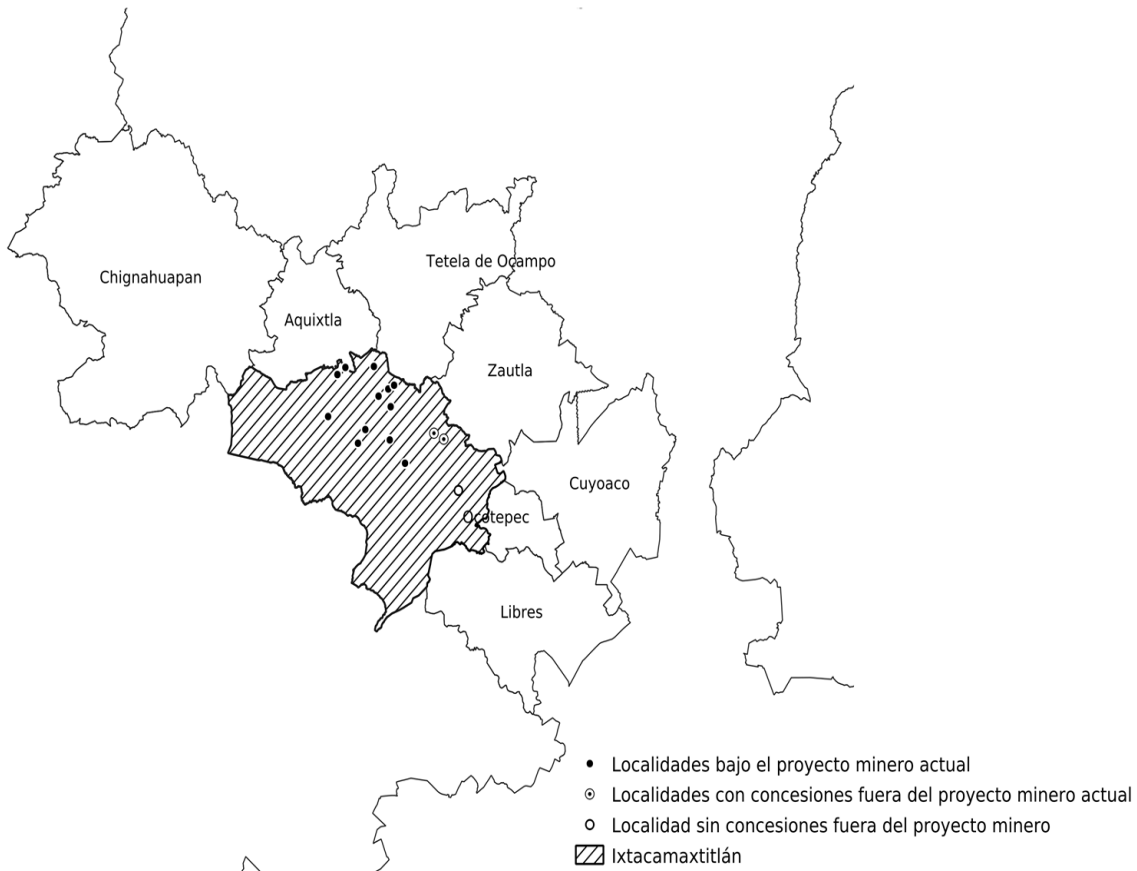 Tetela de Ocampo
Chignahuapan
Aquixtla
Zautla
Cuyoaco
Ocotepec
Libres
Localidades bajo el proyecto minero actual
Localidades con concesiones fuera del proyecto minero actual
Localidad sin concesiones fuera del proyecto minero
Ixtacamaxtitlán